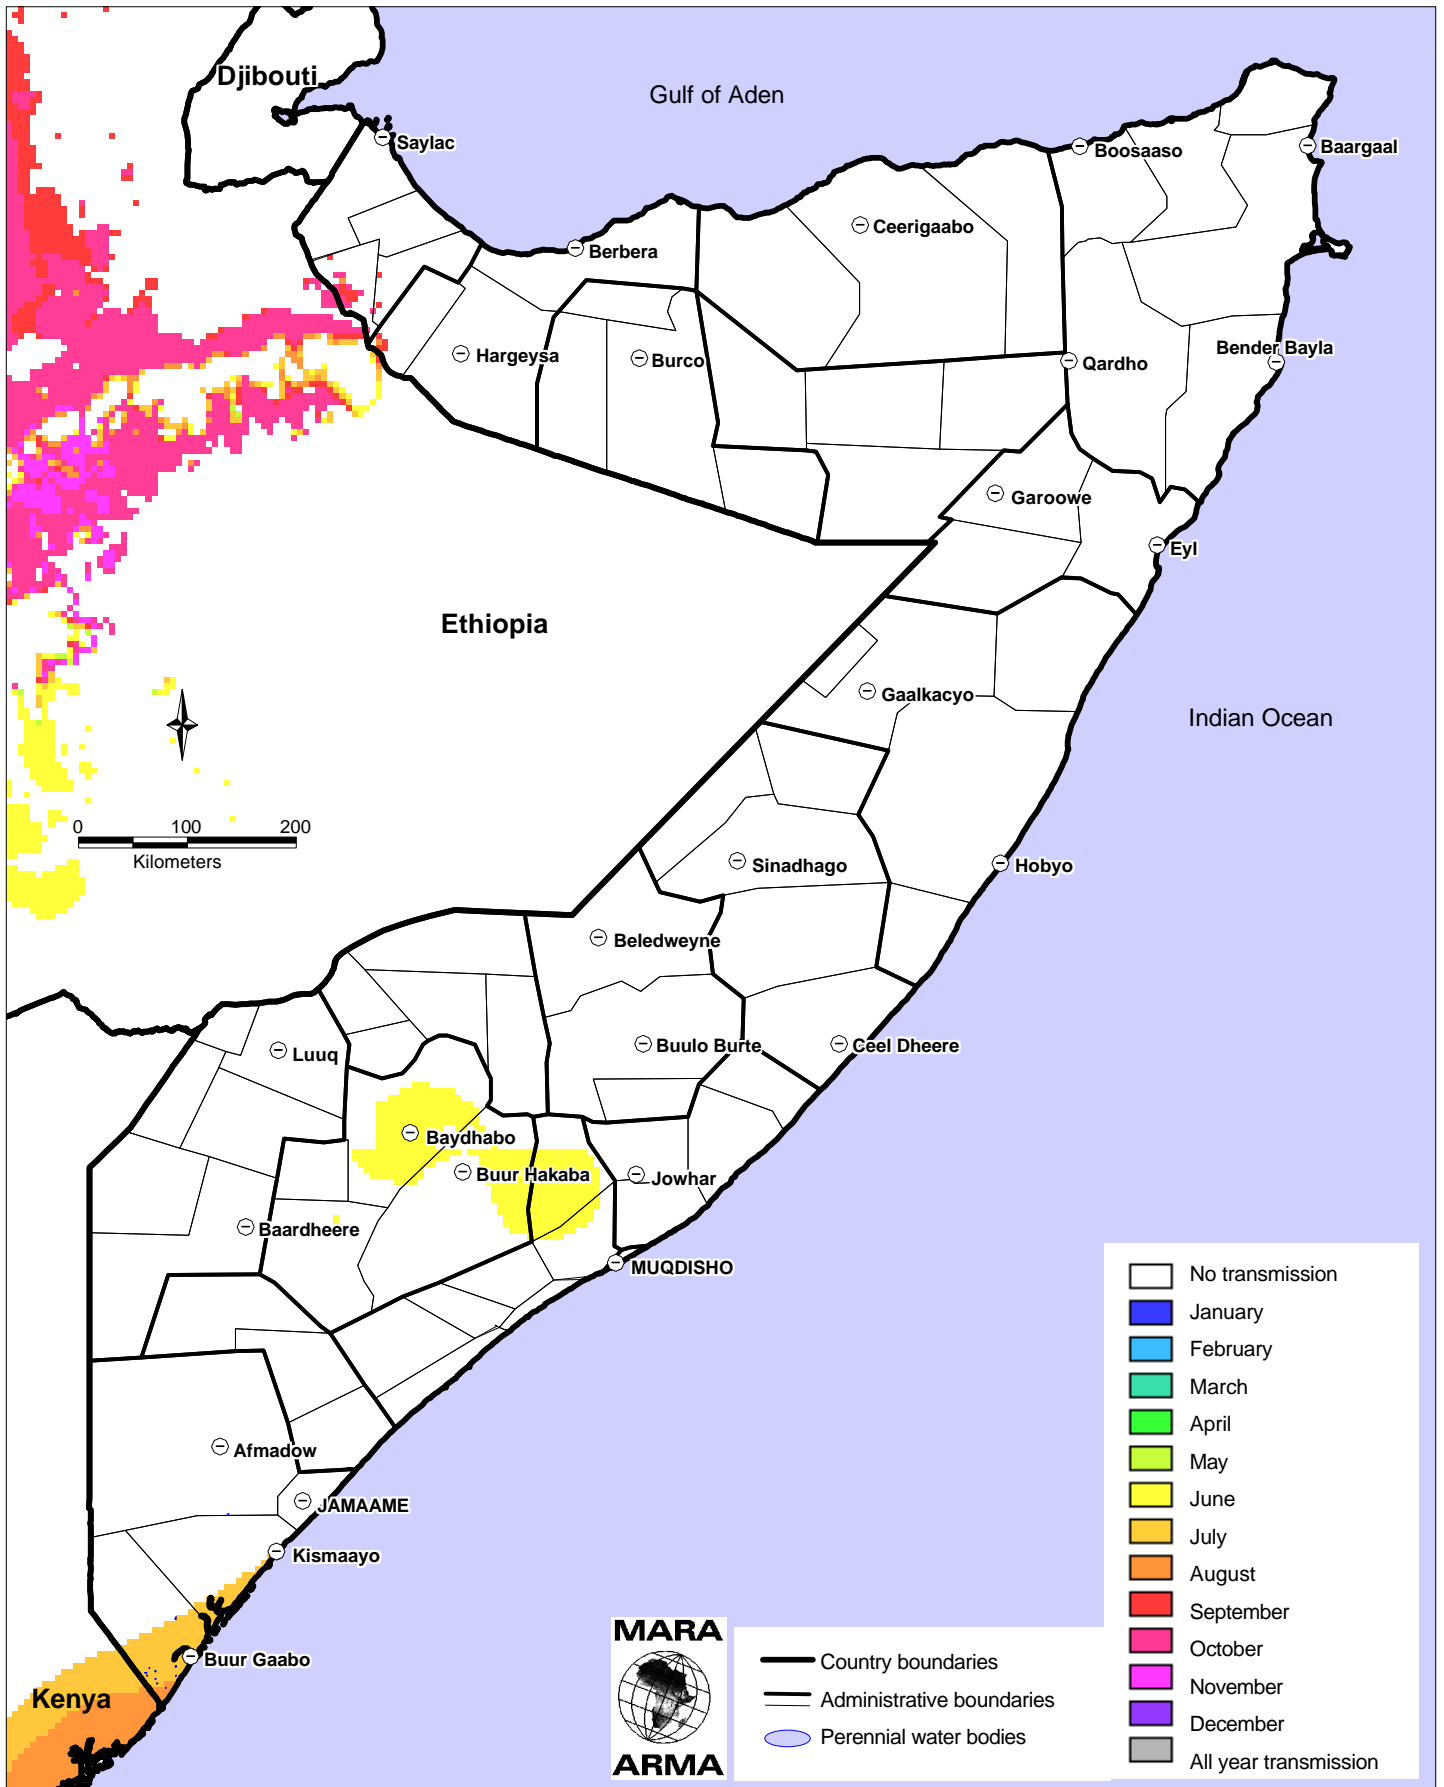 Djibouti
Gulf of Aden
Saylac
Boosaaso
Baargaal
Ceerigaabo
Berbera
Hargeysa
Burco
Qardho
Bender Bayla
Garoowe
Eyl
Ethiopia
Gaalkacyo
Indian Ocean
0 100 200
Kilometers
Sinadhago
Hobyo
Beledweyne
Luuq
Buulo Burte
Ceel Dheere
Baydhabo
Buur Hakaba
Jowhar
Baardheere
MUQDISHO
Afmadow
JAMAAME
Kismaayo
Buur Gaabo
Kenya
No transmission
January
February
March
April
May
June
July
August
September
October
November
December
All year transmission
MARA
ARMA
Country boundaries
Administrative boundaries
Perennial water bodies